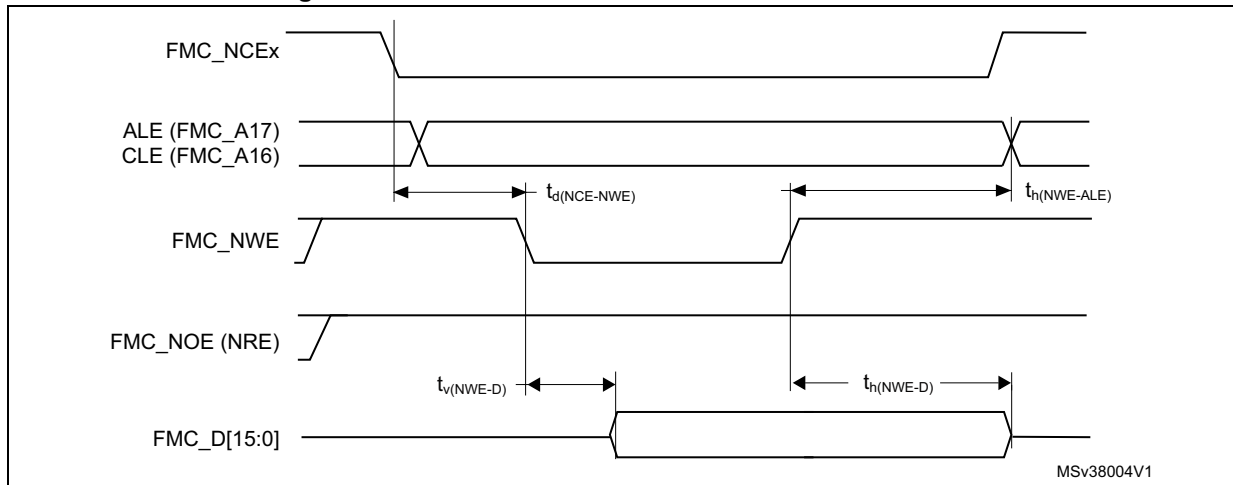 FMC_NCEx
ALE (FMC_A17)
CLE (FMC_A16)
td(NCE-NWE)
th(NWE-ALE)
FMC_NWE
FMC_NOE (NRE)
tv(NWE-D)
th(NWE-D)
FMC_D[15:0]
MSv38004V1